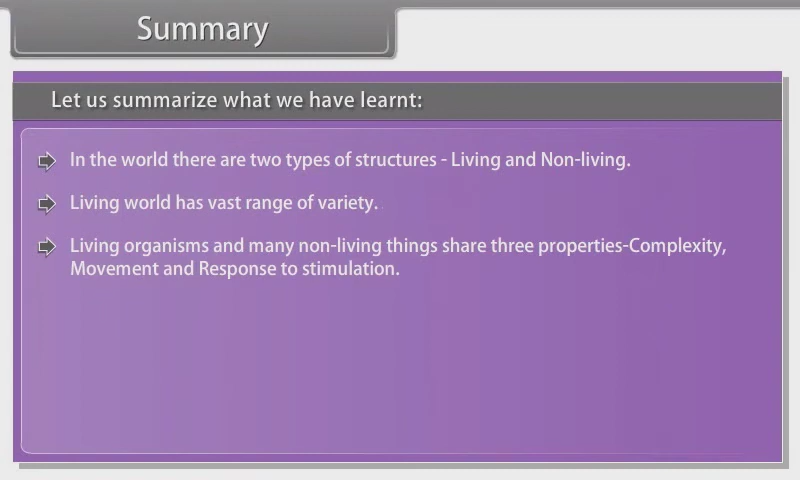 Summary
Let us summarize what we have learnt:
In the world there are two types of structures - Living and Non-living.
Living world has vast range of variety.
Living organisms and many non-living things share three properties-Complexity,
Movement and Response to stimulation.